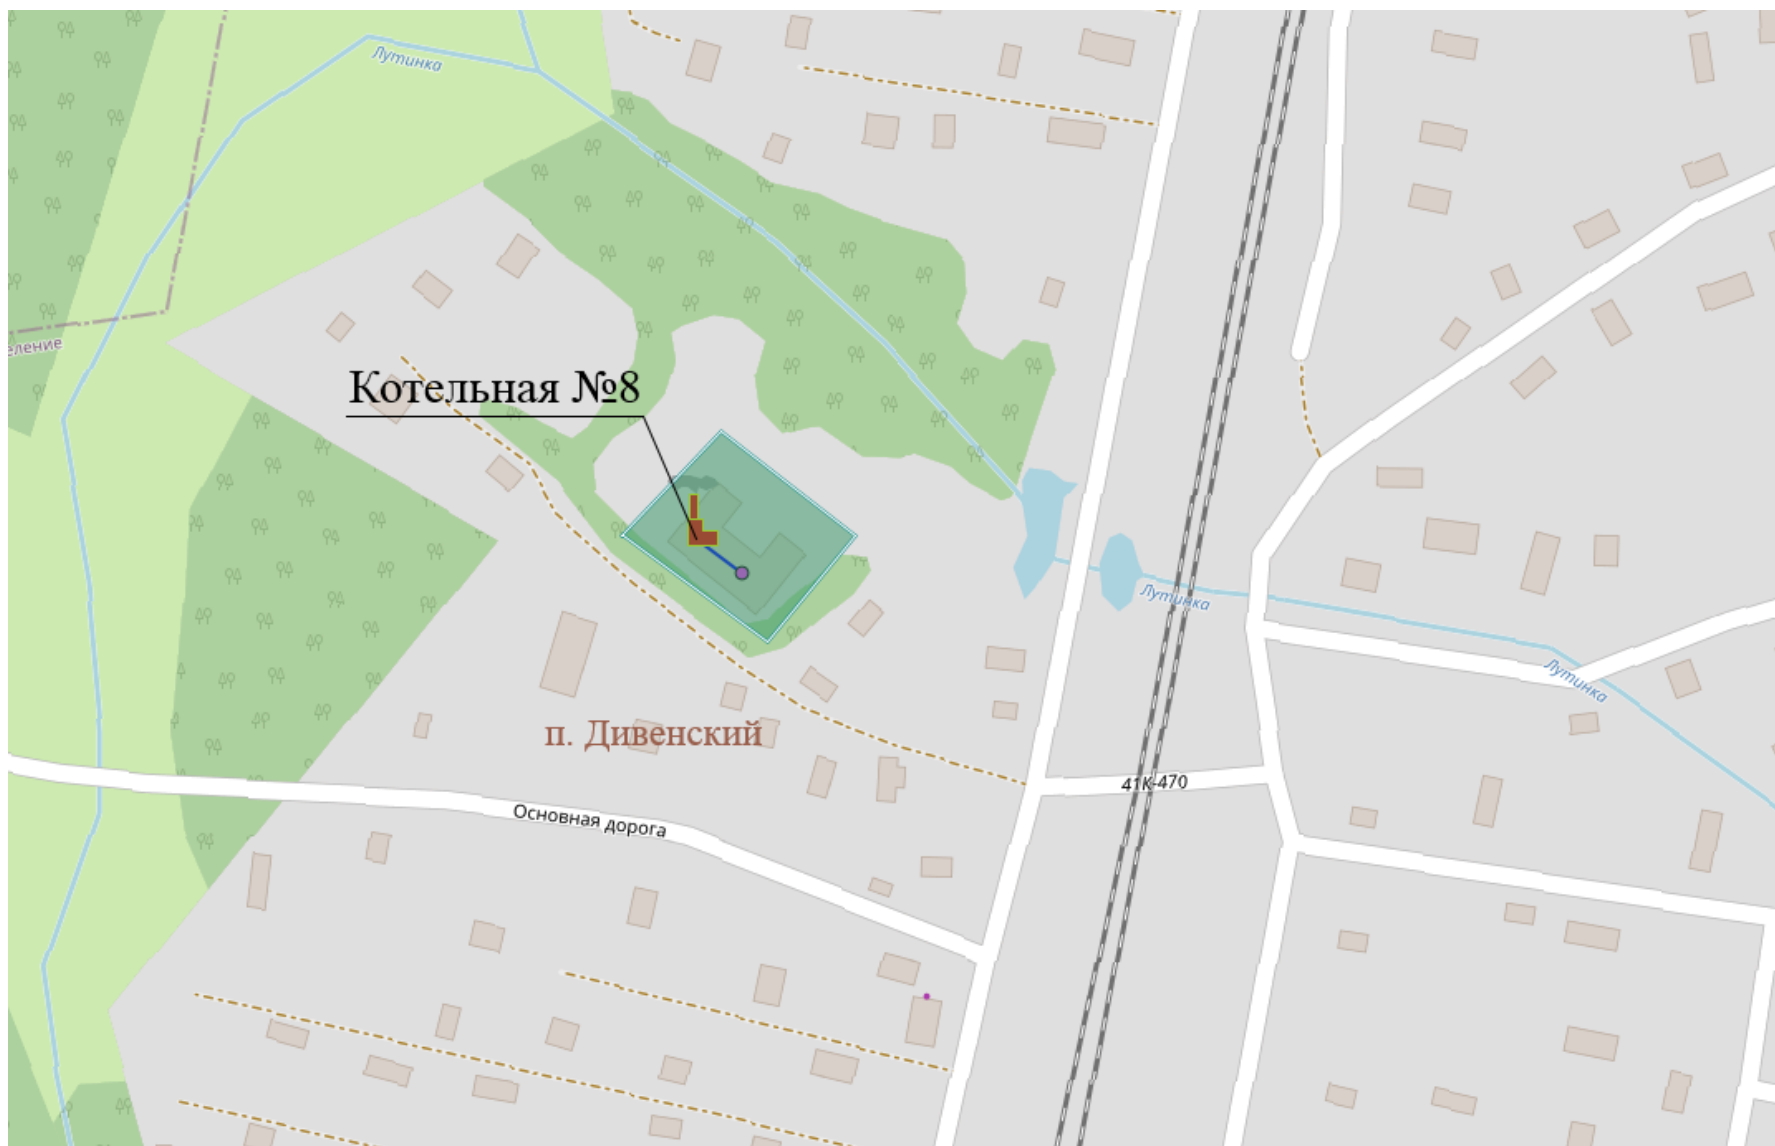 Лутинка
еление
Котельная №8
Лутинка
Лутинка
п. Дивенский
41К-470
Основная дорога